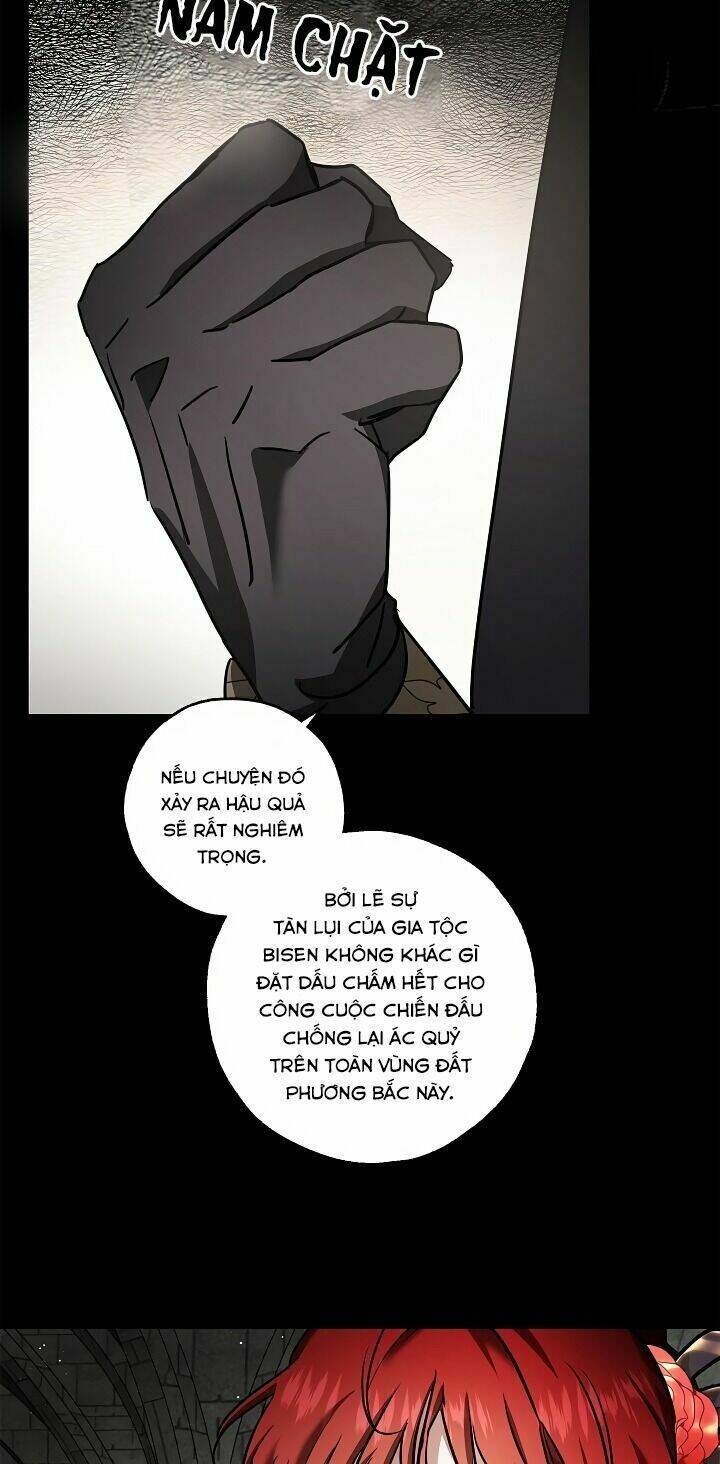 NẮM CHẶT
NẾU CHUYỆN ĐÓ
XẢY RA HẬU QUẢ
SẼ RẤT NGHIÊM
TRỌNG.
BỞI LẼ SỰ
TÀN LỤI CỦA GIA TỘC
BISEN KHÔNG KHÁC GÌ
ĐẶT DẤU CHẤM HẾT CHO
CÔNG CUỘC CHIẾN ĐẤU
CHỐNG LẠI ÁC QUỶ
TRÊN TOÀN VÙNG ĐẤT
PHƯƠNG BẮC NÀY.